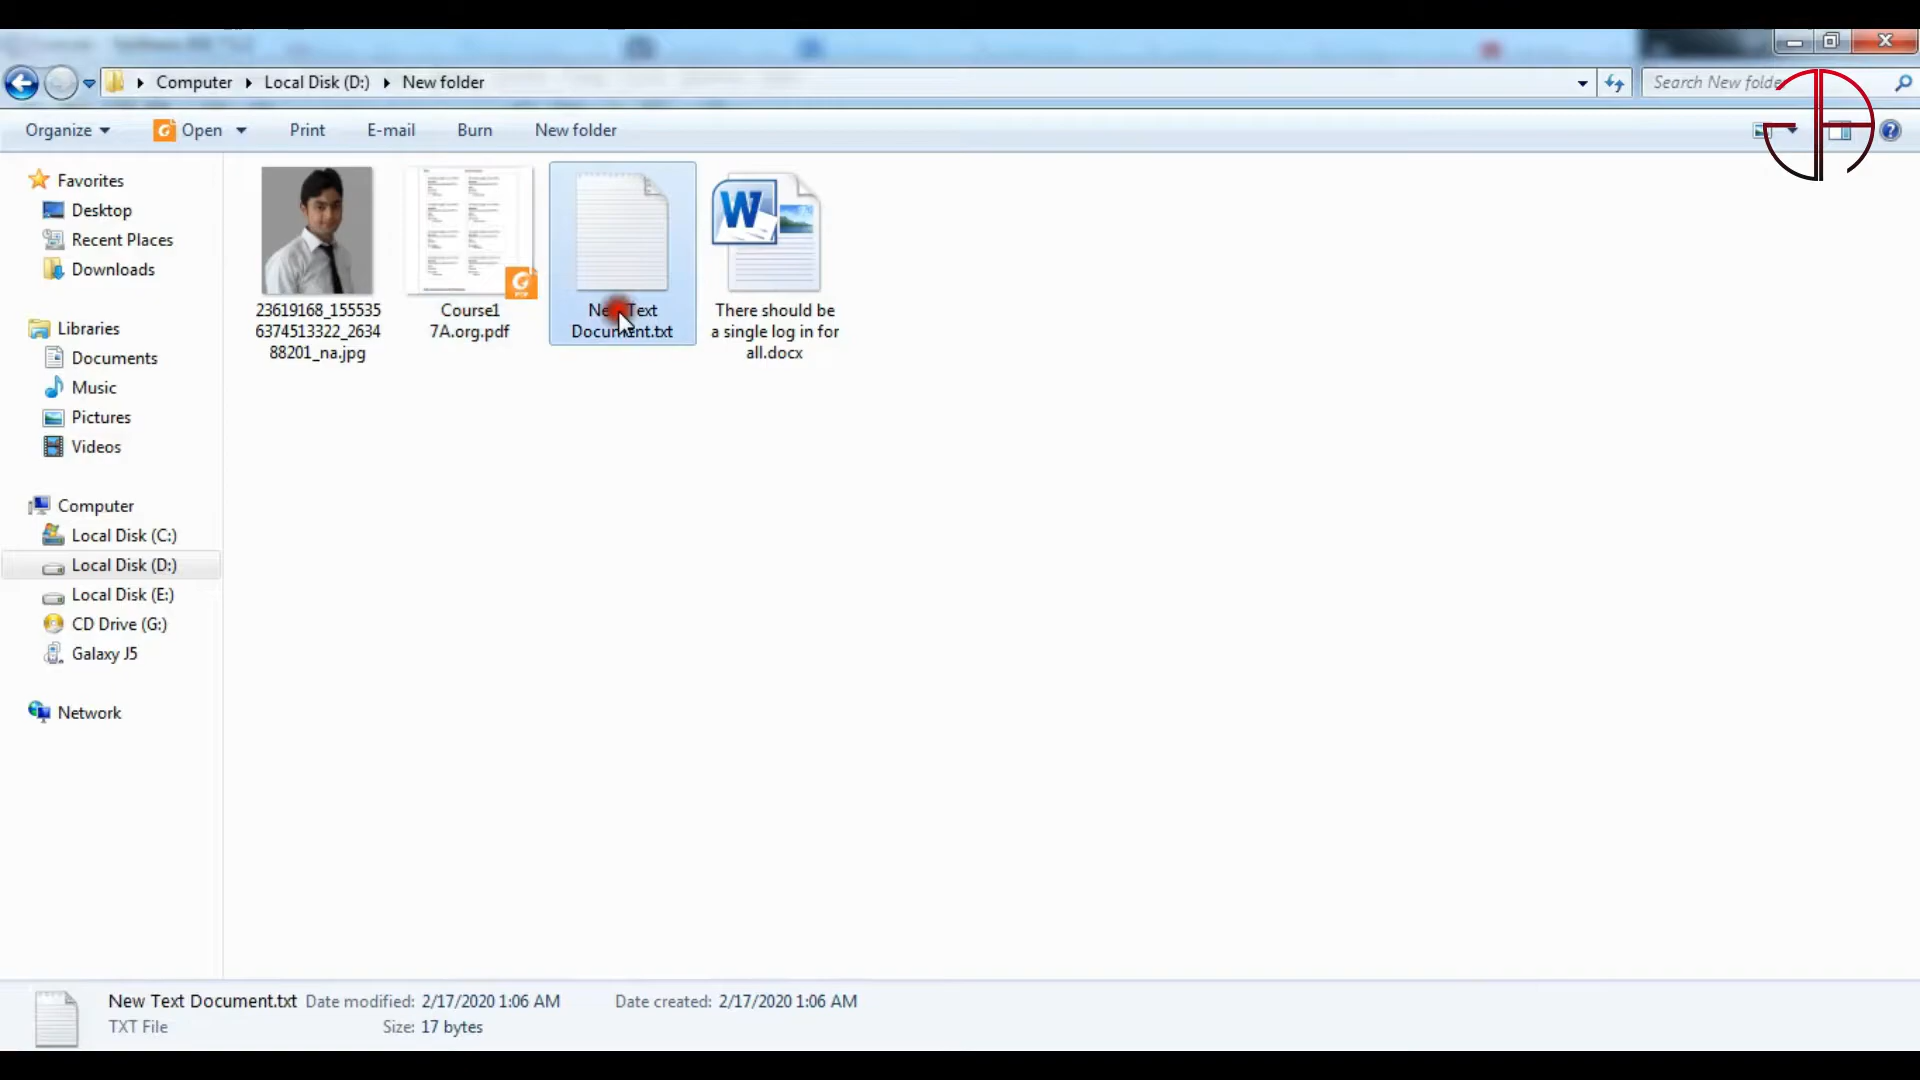 Computer Local Disk (D:) New folder
Search New folde
Organize Open Print E-mail Burn New folder
Favorites
Desktop
Recent Places
Downloads
Libraries
Documents
Music
Pictures
Videos
Computer
Local Disk (C:)
Local Disk (D:)
Local Disk (E:)
CD Drive (G:)
Galaxy J5
Network
23619168_155535
6374513322_2634
88201_na.jpg
Course1
7A.org.pdf
New Text
Document.txt
There should be
a single log in for
all.docx
W
New Text Document.txt Date modified: 2/17/2020 1:06 AM Date created: 2/17/2020 1:06 AM
TXT File Size: 17 bytes